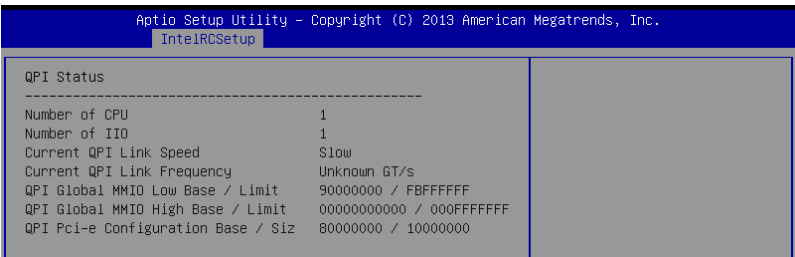 Aptio Setup Utility – Copyright (C) 2013 American Megatrends, Inc.
IntelRCSetup
QPI Status
--------------------------------------------------
Number of CPU 1
Number of IIO 1
Current QPI Link Speed Slow
Current QPI Link Frequency Unknown GT/s
QPI Global MMIO Low Base / Limit 90000000 / FBFFFFFF
QPI Global MMIO High Base / Limit 00000000000 / 000FFFFFFF
QPI Pci-e Configuration Base / Siz 80000000 / 10000000